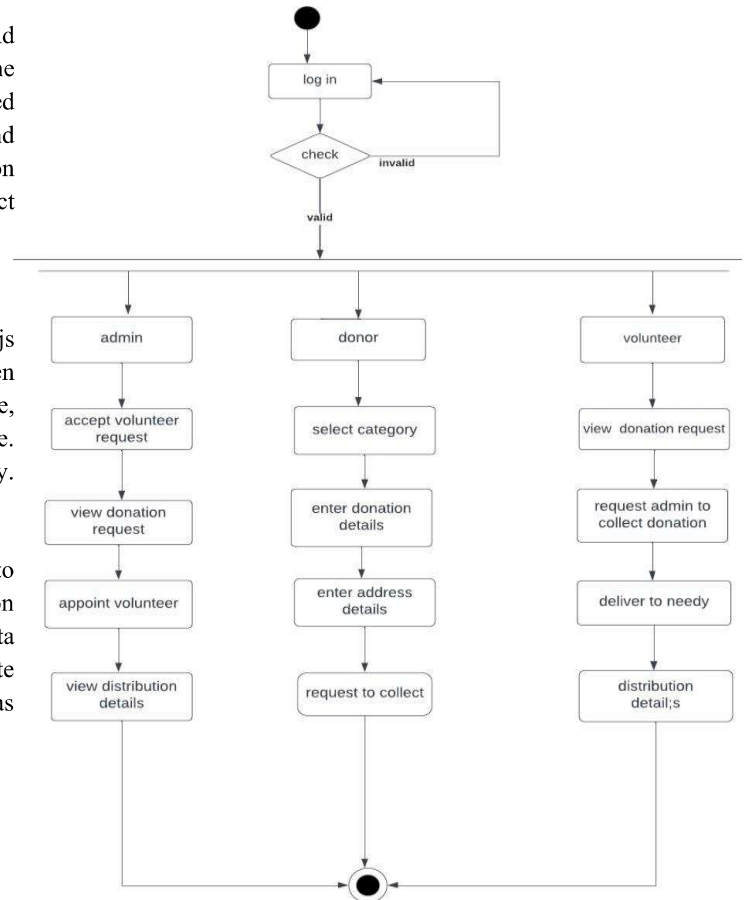 log in
check
invalid
valid
admin
accept volunteer
request
view donation
request
appoint volunteer
view distribution
details
donor
select category
enter donation
details
enter address
details
request to collect
volunteer
view donation request
request admin to
collect donation
deliver to needy
distribution
detail;s